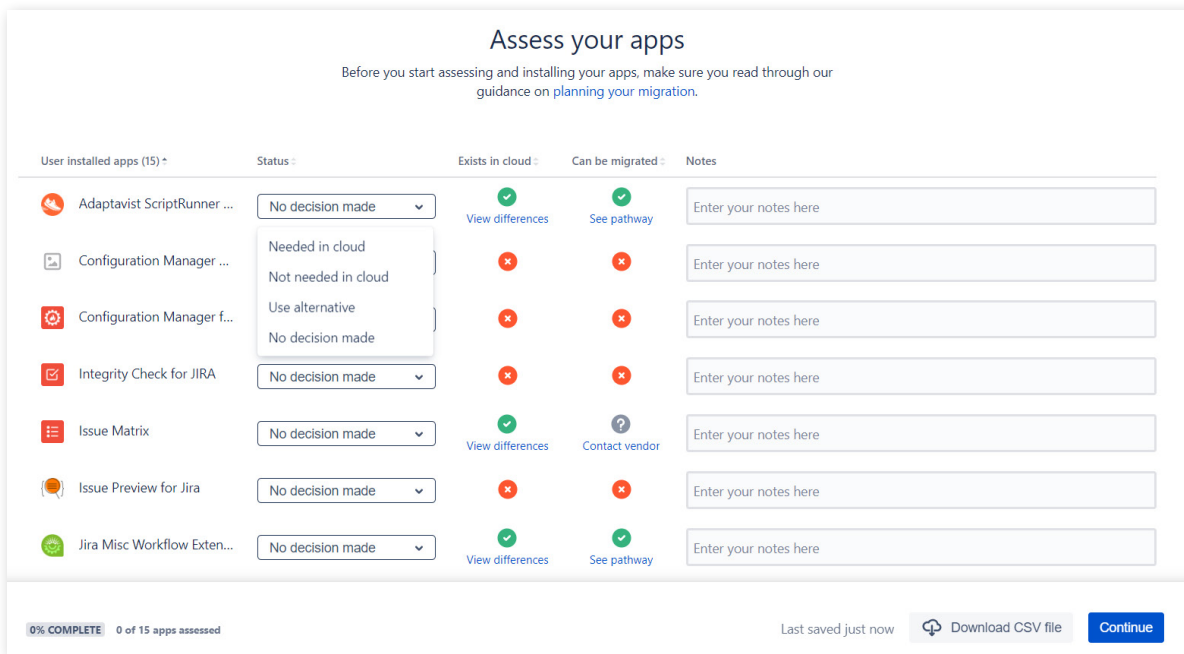 Assess your apps
Before you start assessing and installing your apps, make sure you read through our
guidance on planning your migration.
User installed apps (15) Status Exists in cloud Can be migrated Notes
Adaptavist ScriptRunner ... No decision made View differences See pathway Enter your notes here
Needed in cloud
Configuration Manager ... Enter your notes here
Not needed in cloud
Use alternative
Configuration Manager f... Enter your notes here
No decision made
Integrity Check for JIRA No decision made Enter your notes here
Issue Matrix No decision made View differences Contact vendor Enter your notes here
Issue Preview for Jira No decision made Enter your notes here
Jira Misc Workflow Exten... No decision made View differences See pathway Enter your notes here
0% COMPLETE 0 of 15 apps assessed Last saved just now Download CSV file Continue